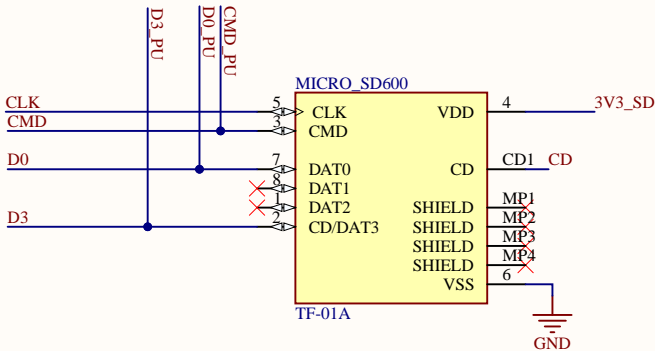 D3_PU
D0_PU
CMD_PU
MICRO_SD600
CLK 5 CLK VDD 4 3V3_SD
CMD 3 CMD
D0 7 DAT0 CD CD1 CD
8 DAT1
1 DAT2 SHIELD MP1
D3 2 CD/DAT3 SHIELD MP2
SHIELD MP3
SHIELD MP4
VSS 6
TF-01A
GND